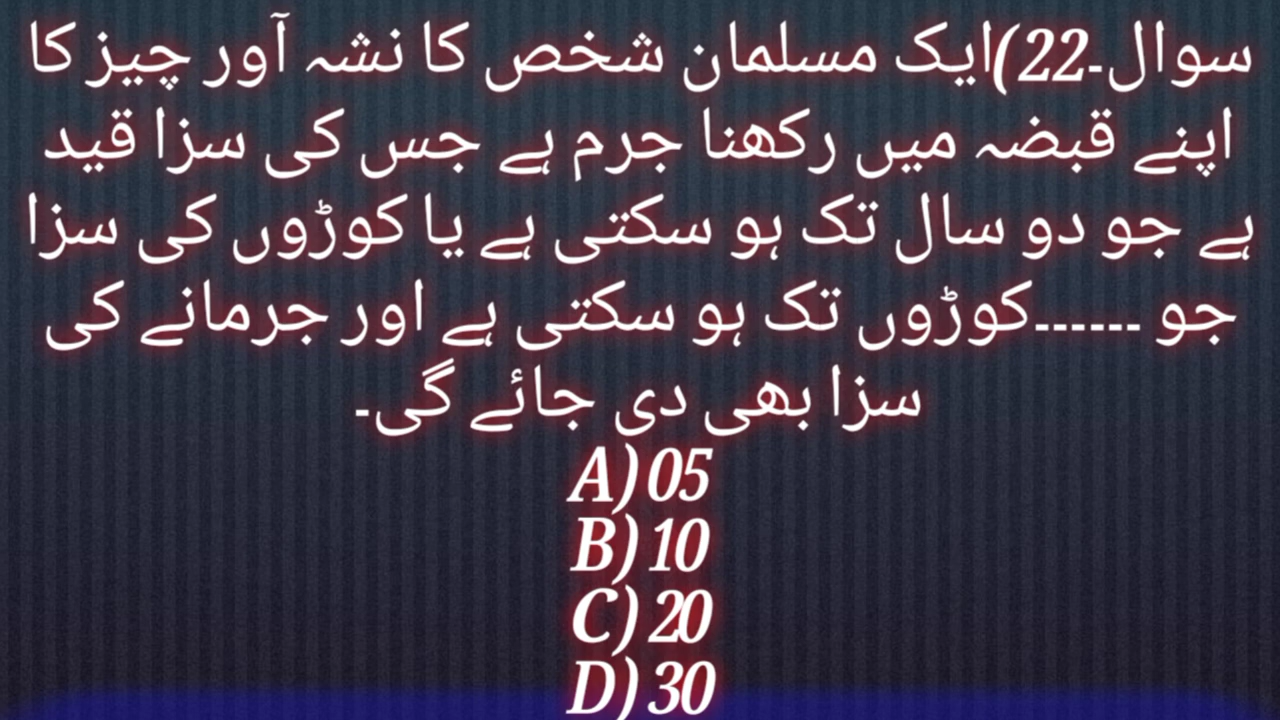 سوال۔22)ایک مسلمان شخص کا نشہ آور چیز کا
اپنے قبضہ میں رکھنا جرم ہے جس کی سزا قید
ہے جو دو سال تک ہو سکتی ہے یا کوڑوں کی سزا
جو ۔۔۔۔۔۔کوڑوں تک ہو سکتی ہے اور جرمانے کی
سزا بھی دی جائے گی۔
A) 05
B) 10
C) 20
D) 30